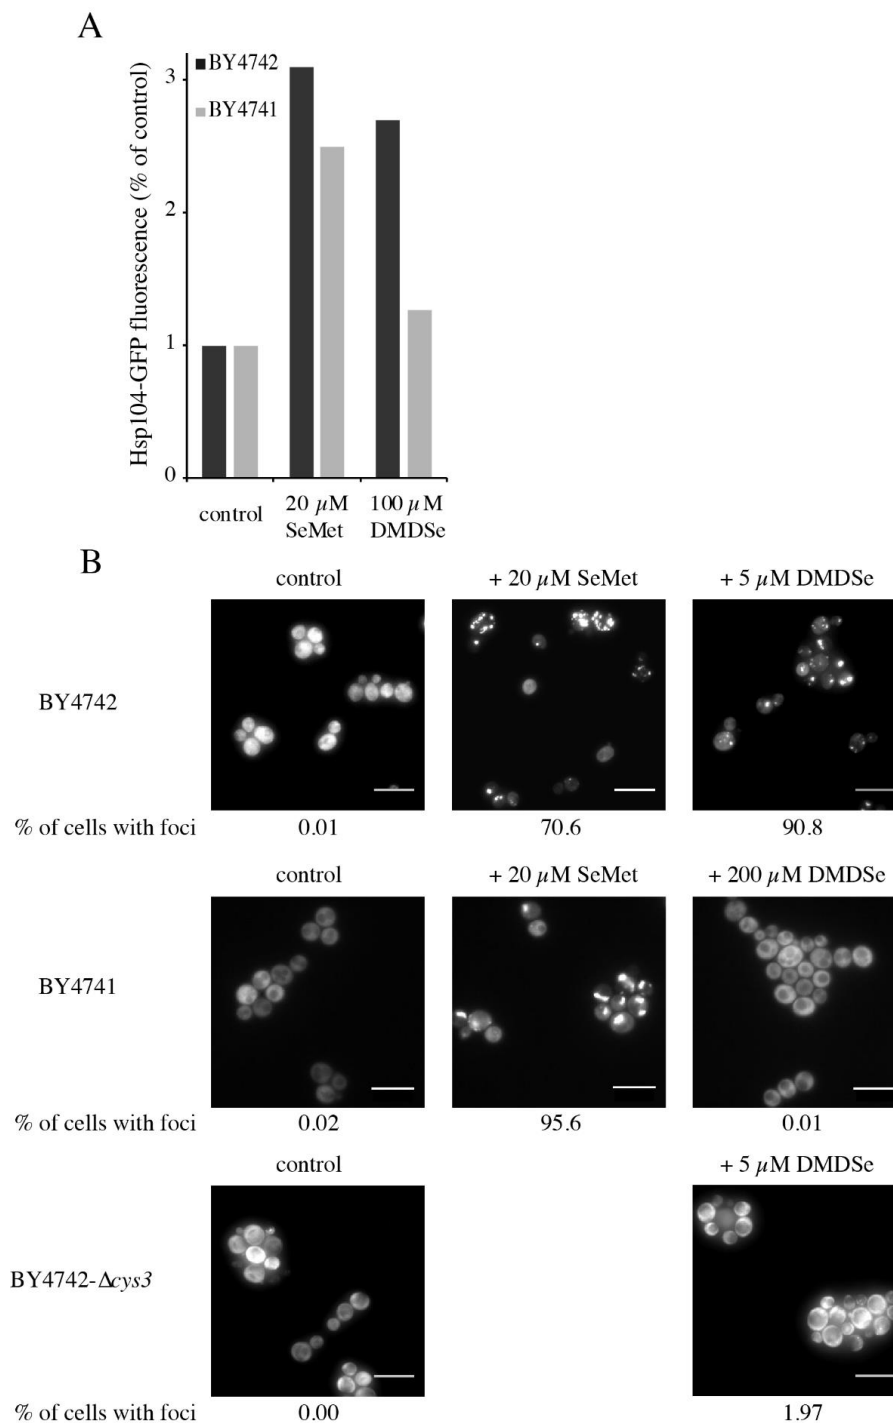 A
Hsp104-GFP fluorescence (% of control)
BY4742
BY4741
3
2
1
0
control
20 µM
SeMet
100 µM
DMDSe
B
control
+ 20 µM SeMet
+ 5 µM DMDSe
BY4742
% of cells with foci 0.01 70.6 90.8
control
+ 20 µM SeMet
+ 200 µM DMDSe
BY4741
% of cells with foci 0.02 95.6 0.01
control
+ 5 µM DMDSe
BY4742-Δcys3
% of cells with foci 0.00 1.97